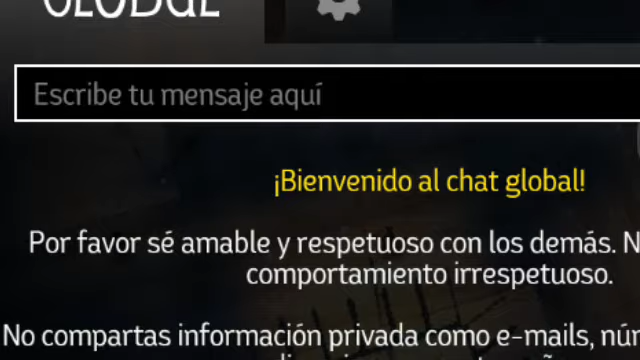 GLOBAL
Escribe tu mensaje aquí
¡Bienvenido al chat global!
Por favor sé amable y respetuoso con los demás.
comportamiento irrespetuoso.
No compartas información privada como e-mails,